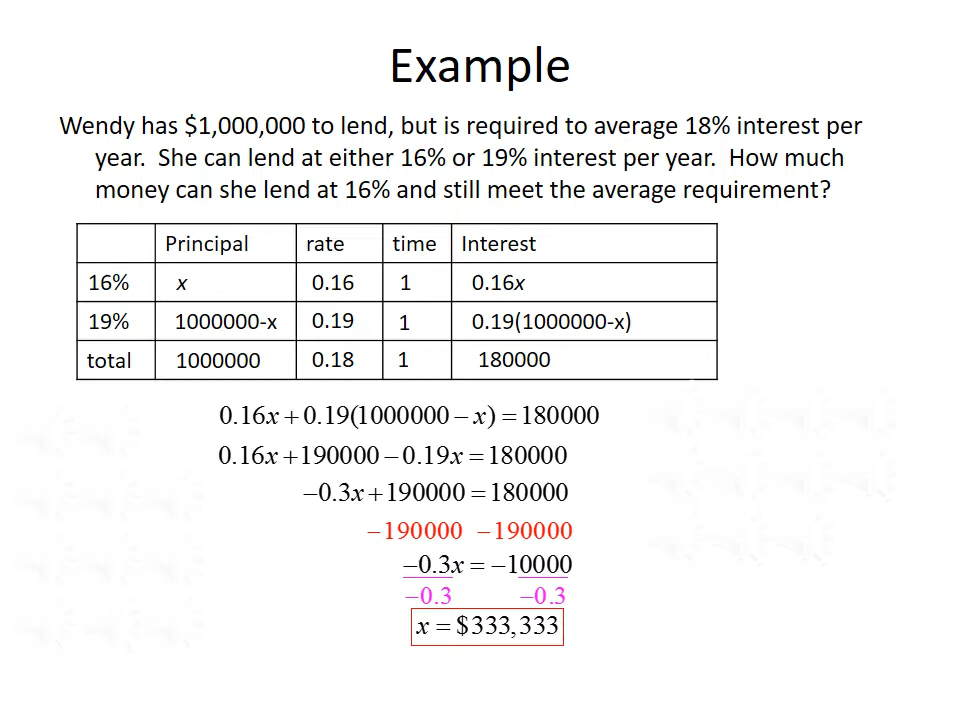 Example
Wendy has $1,000,000 to lend, but is required to average 18% interest per
year. She can lend at either 16% or 19% interest per year. How much
money can she lend at 16% and still meet the average requirement?
Principal rate time Interest
16% x 0.16 1 0.16x
19% 1000000-x 0.19 1 0.19(1000000-x)
total 1000000 0.18 1 180000
0.16x + 0.19(1000000 − x) = 180000
0.16x + 190000 − 0.19x = 180000
−0.3x + 190000 = 180000
−190000 −190000
−0.3x = −10000
−0.3 −0.3
x = $333,333